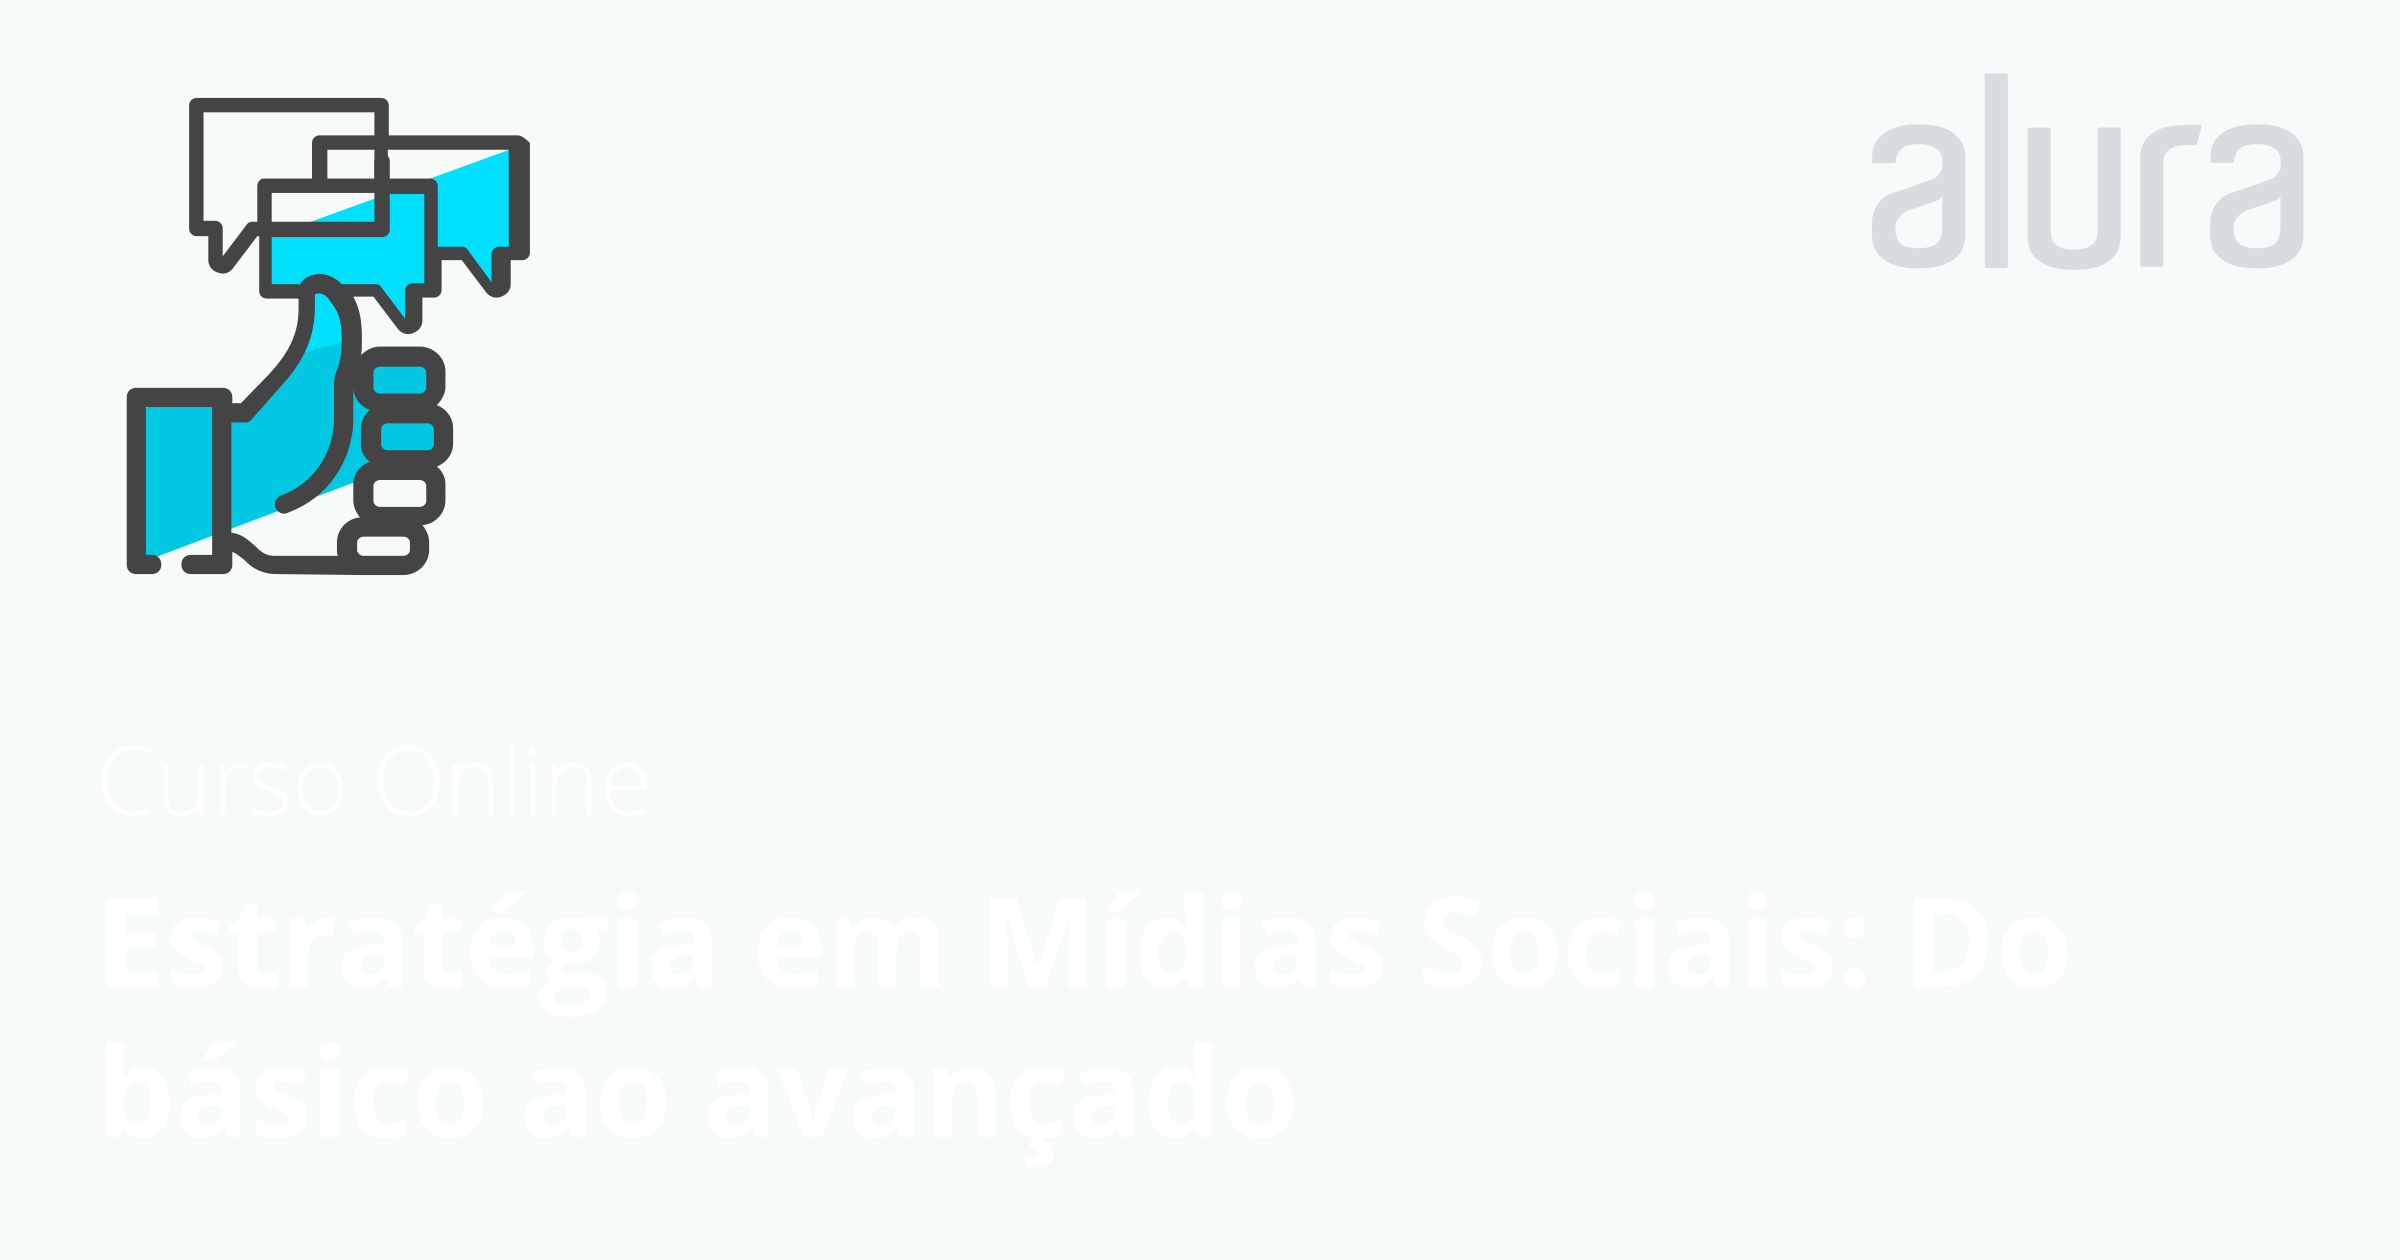 alura
Curso Online
Estratégia em Mídias Sociais: Do
básico ao avançado